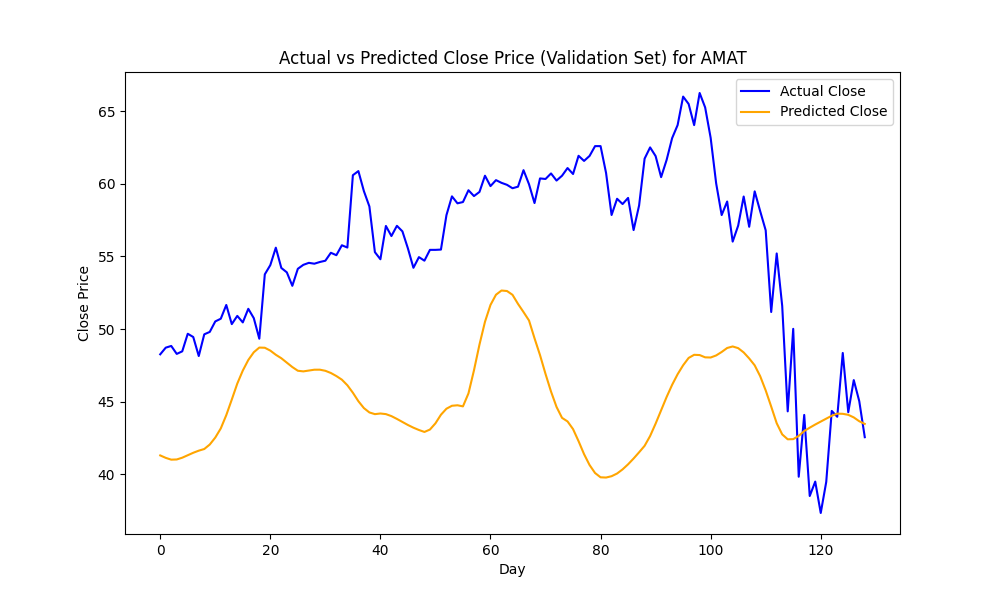 Actual vs Predicted Close Price (Validation Set) for AMAT
Actual Close
Predicted Close
Close Price
65
60
55
50
45
40
0 20 40 60 80 100 120
Day